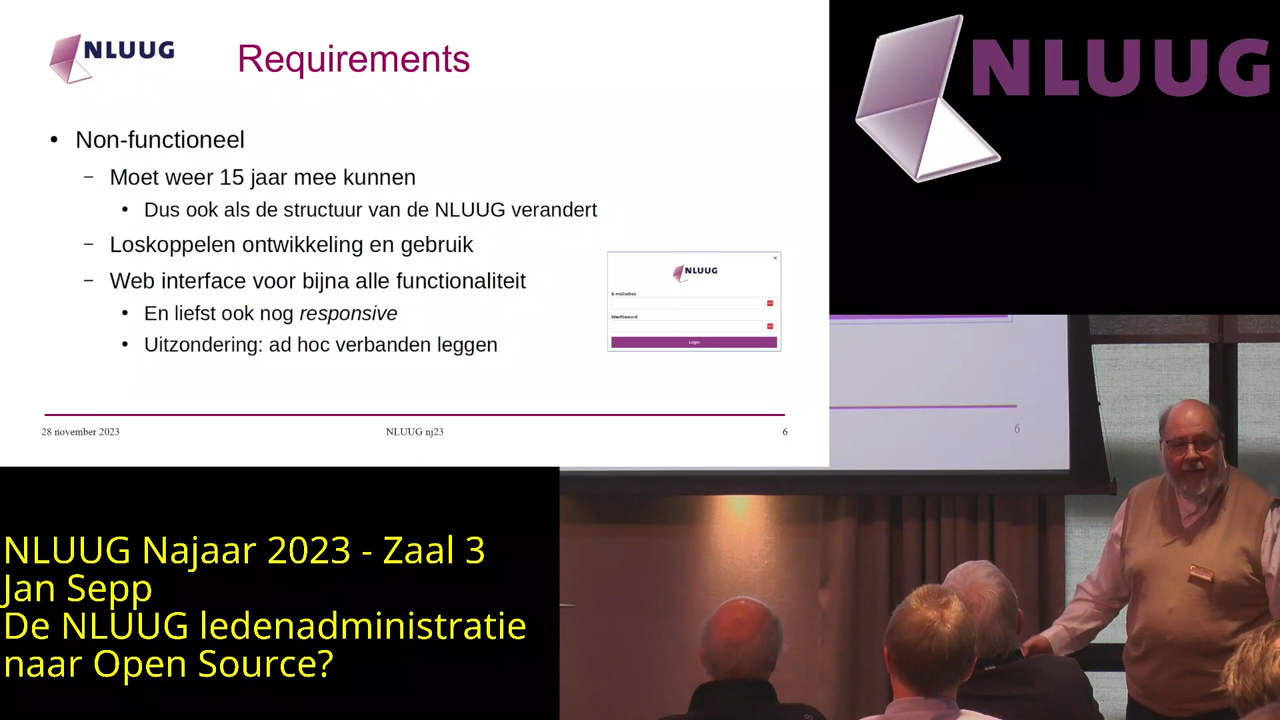 NLUUG
Requirements
• Non-functioneel
– Moet weer 15 jaar mee kunnen
• Dus ook als de structuur van de NLUUG verandert
– Loskoppelen ontwikkeling en gebruik
– Web interface voor bijna alle functionaliteit
• En liefst ook nog responsive
• Uitzondering: ad hoc verbanden leggen
NLUUG
E-mailadres
Wachtwoord
Login
28 november 2023 NLUUG nj23 6
NLUUG
6
NLUUG Najaar 2023 - Zaal 3
Jan Sepp
De NLUUG ledenadministratie
naar Open Source?